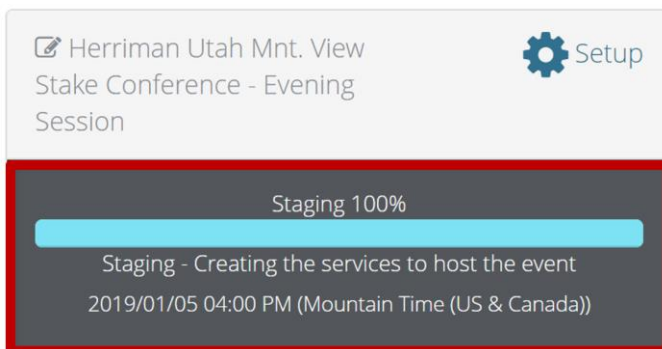 Herriman Utah Mnt. View
Stake Conference - Evening
Session
Setup
Staging 100%
Staging - Creating the services to host the event
2019/01/05 04:00 PM (Mountain Time (US & Canada))